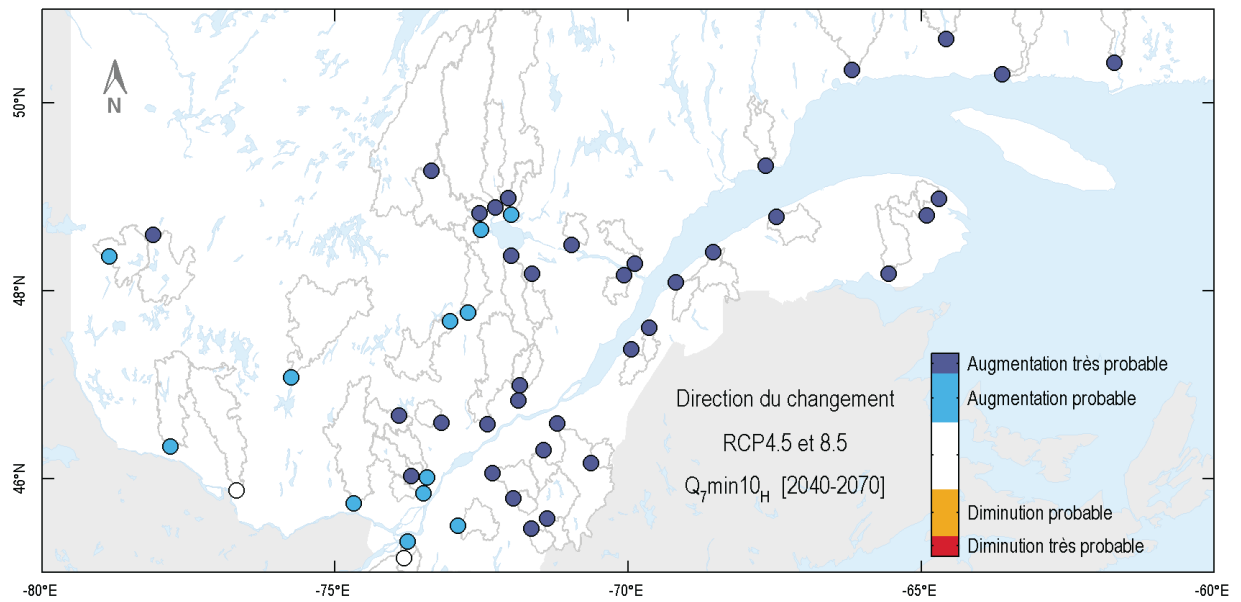 N
50°N
48°N
46°N
Direction du changement
RCP4.5 et 8.5
Q7min10H [2040-2070]
Augmentation très probable
Augmentation probable
Diminution probable
Diminution très probable
-80°E
-75°E
-70°E
-65°E
-60°E